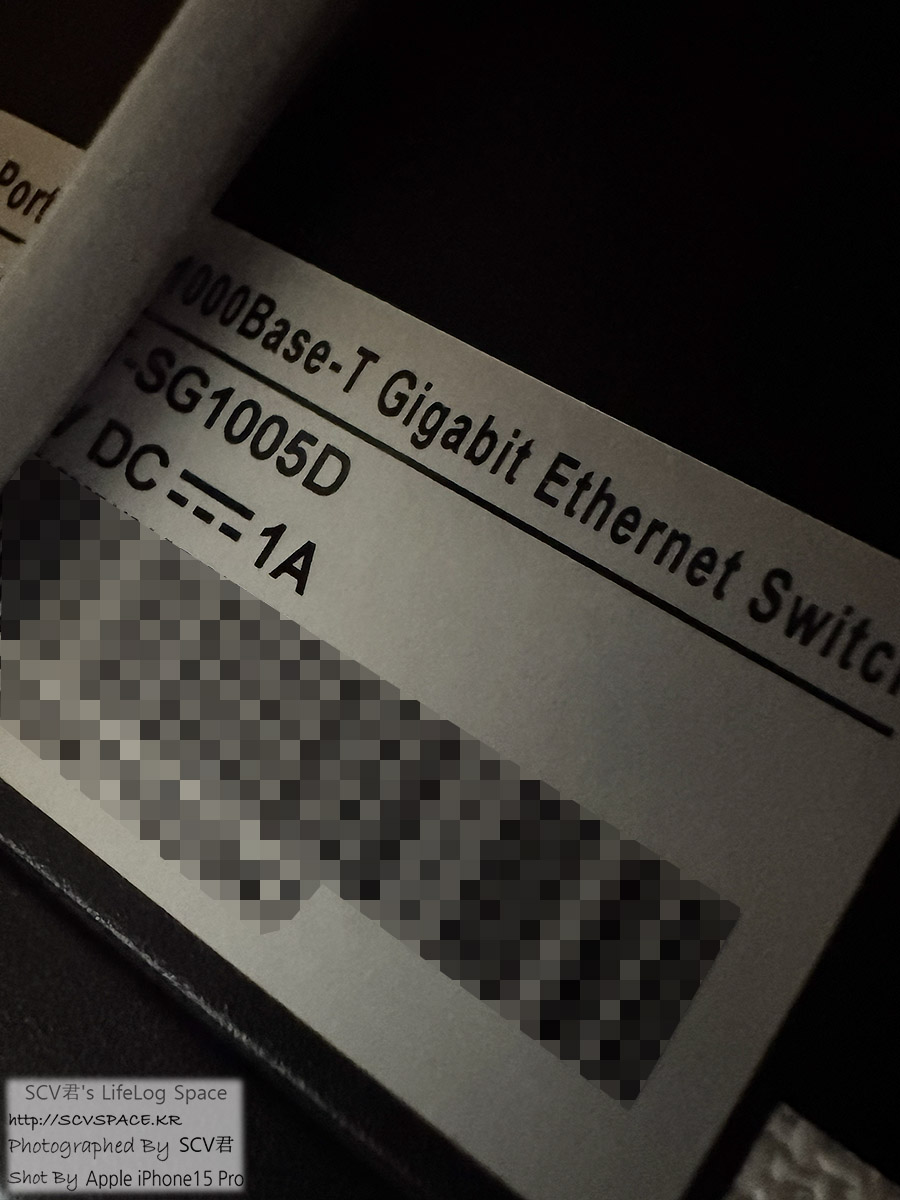 Port
1000Base-T Gigabit Ethernet Switch
-SG1005D
DC⎓1A
SCV君's LifeLog Space
http://SCVSPACE.KR
Photographed By SCV君
Shot By Apple iPhone15 Pro